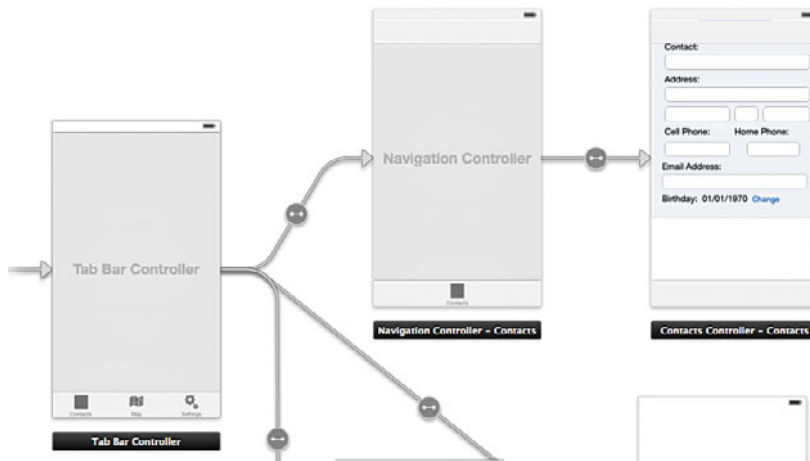 Tab Bar Controller
Contacts
Map
Settings
Tab Bar Controller
Navigation Controller
Contacts
Navigation Controller - Contacts
Contact:
Address:
Cell Phone: Home Phone:
Email Address:
Birthday: 01/01/1970 Change
Contacts Controller - Contacts